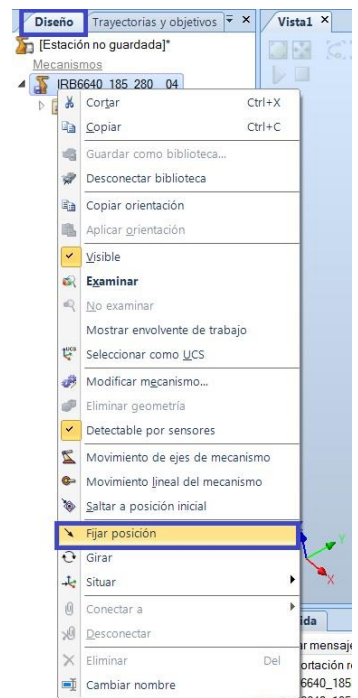 Diseño Trayectorias y objetivos Vista1
[Estación no guardada]*
Mecanismos
IRB6640_185_280__04
Cortar Ctrl+X
Copiar Ctrl+C
Guardar como biblioteca...
Desconectar biblioteca
Copiar orientación
Aplicar orientación
Visible
Examinar
No examinar
Mostrar envolvente de trabajo
Seleccionar como UCS
Modificar mecanismo...
Eliminar geometría
Detectable por sensores
Movimiento de ejes de mecanismo
Movimiento lineal del mecanismo
Saltar a posición inicial
Fijar posición
Girar
Situar
Conectar a
Desconectar
Eliminar Del
Cambiar nombre
Y
X
ida
r mensaje
ortación r
6640_185